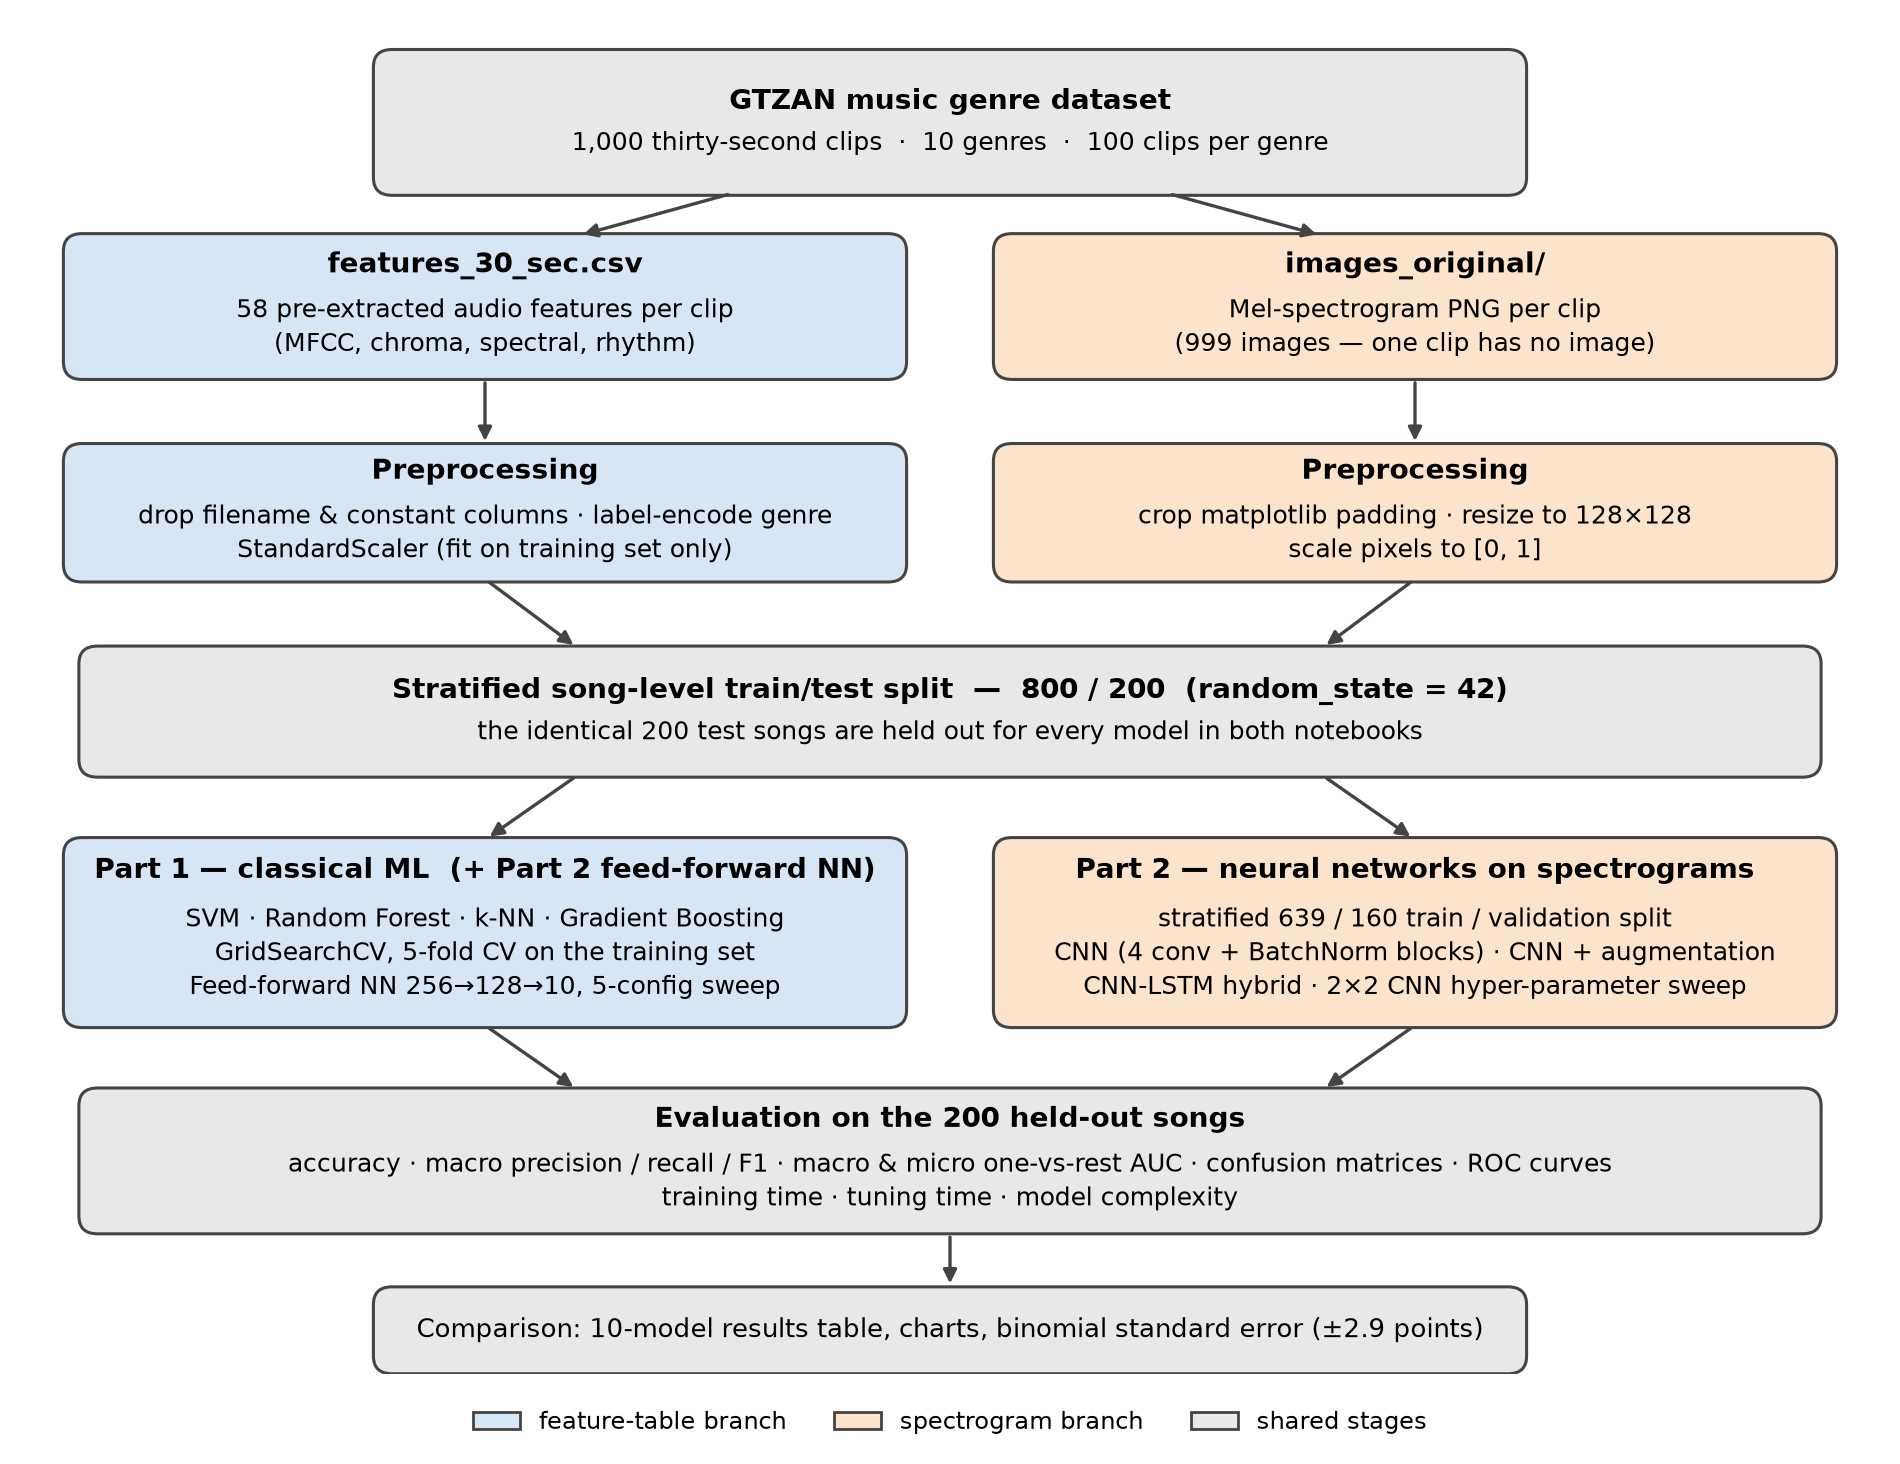 GTZAN music genre dataset
1,000 thirty-second clips · 10 genres · 100 clips per genre
features_30_sec.csv
58 pre-extracted audio features per clip
(MFCC, chroma, spectral, rhythm)
images_original/
Mel-spectrogram PNG per clip
(999 images — one clip has no image)
Preprocessing
drop filename & constant columns · label-encode genre
StandardScaler (fit on training set only)
Preprocessing
crop matplotlib padding · resize to 128×128
scale pixels to [0, 1]
Stratified song-level train/test split — 800 / 200 (random_state = 42)
the identical 200 test songs are held out for every model in both notebooks
Part 1 — classical ML (+ Part 2 feed-forward NN)
SVM · Random Forest · k-NN · Gradient Boosting
GridSearchCV, 5-fold CV on the training set
Feed-forward NN 256→128→10, 5-config sweep
Part 2 — neural networks on spectrograms
stratified 639 / 160 train / validation split
CNN (4 conv + BatchNorm blocks) · CNN + augmentation
CNN-LSTM hybrid · 2×2 CNN hyper-parameter sweep
Evaluation on the 200 held-out songs
accuracy · macro precision / recall / F1 · macro & micro one-vs-rest AUC · confusion matrices · ROC curves
training time · tuning time · model complexity
Comparison: 10-model results table, charts, binomial standard error (±2.9 points)
feature-table branch
spectrogram branch
shared stages